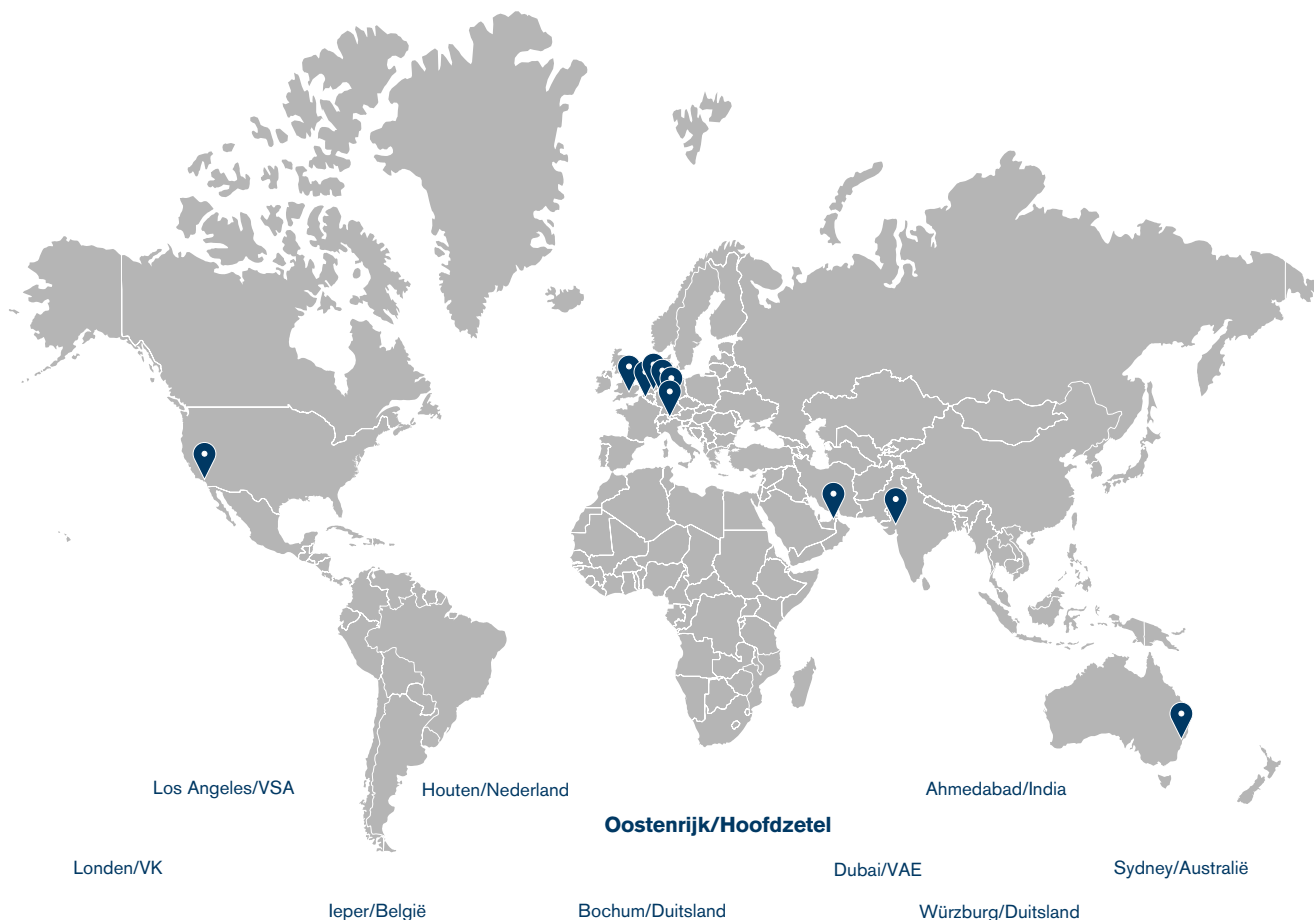 Los Angeles/VSA
Houten/Nederland
Ahmedabad/India
Oostenrijk/Hoofdzetel
Londen/VK
Dubai/VAE
Sydney/Australië
Ieper/België
Bochum/Duitsland
Würzburg/Duitsland